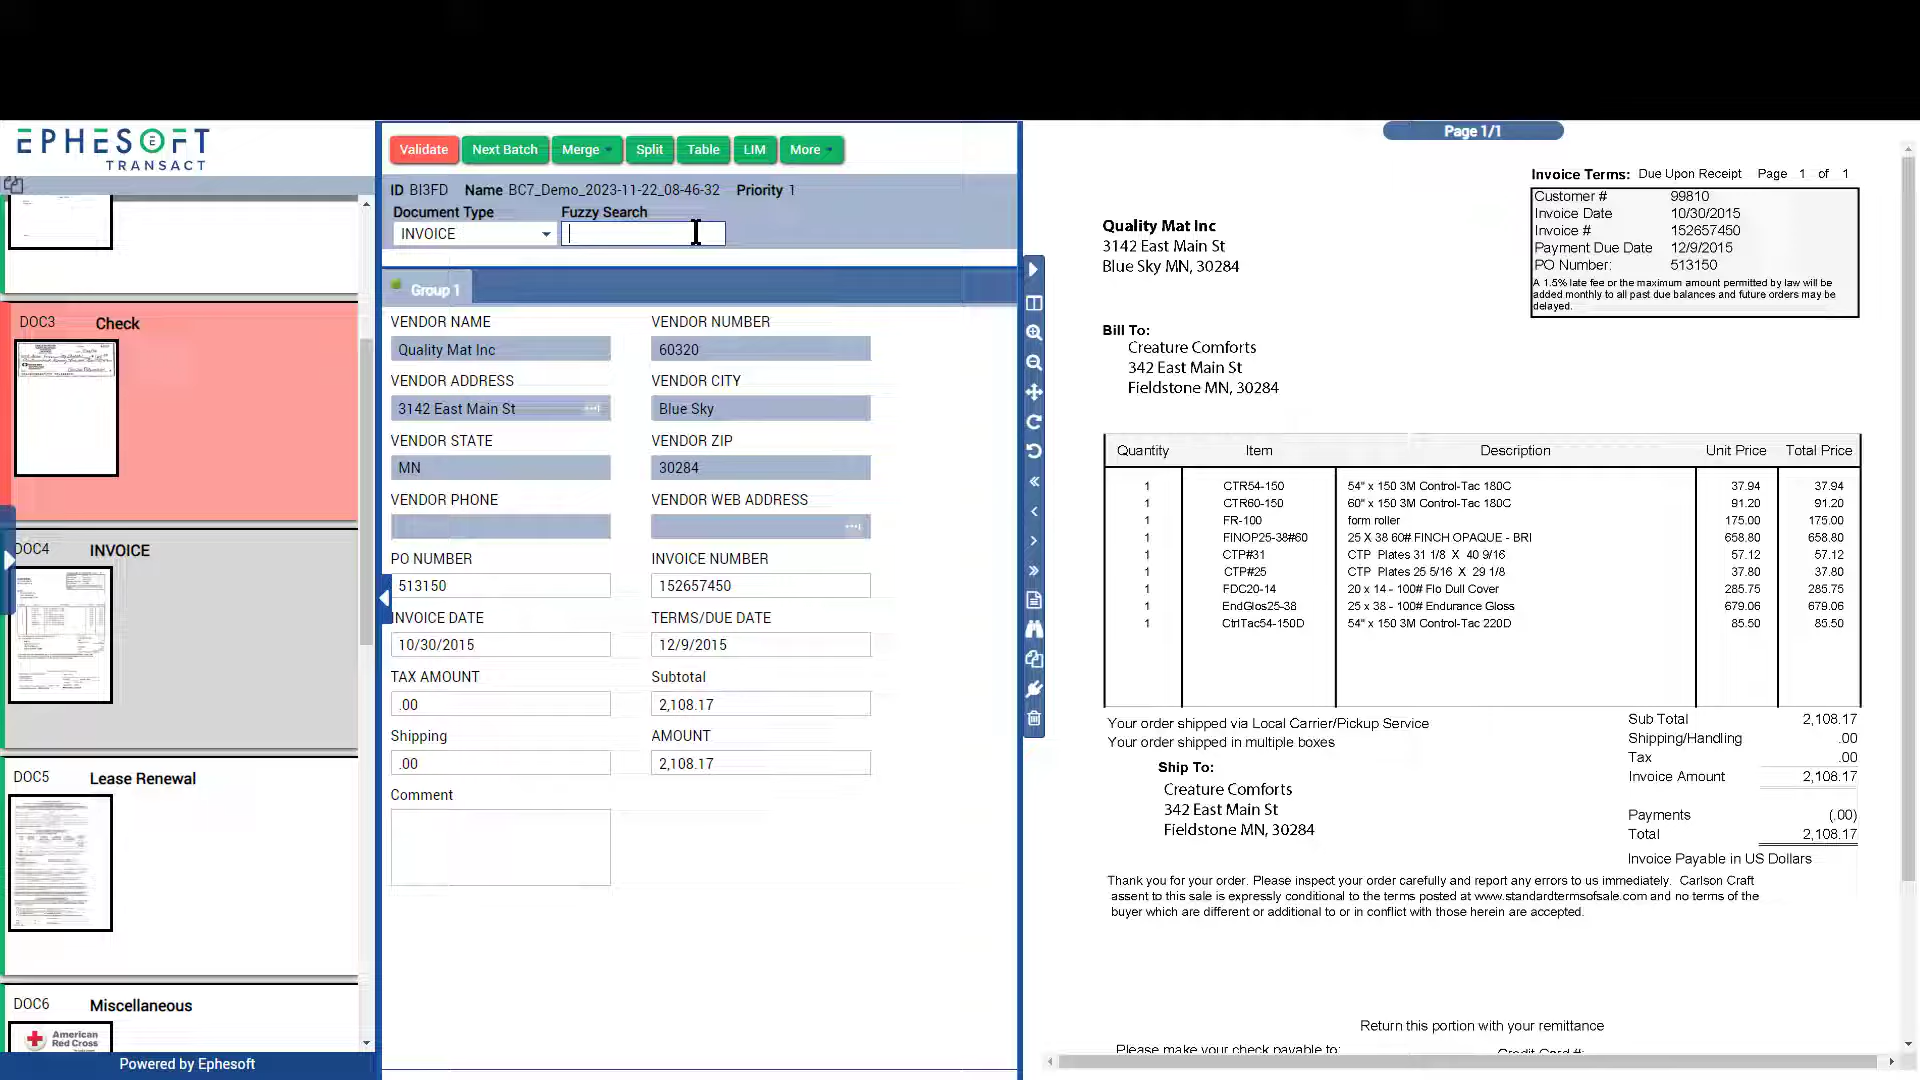 EPHESOFT
TRANSACT
DOC3 Check
DOC4 INVOICE
DOC5 Lease Renewal
DOC6 Miscellaneous
American
Red Cross
Powered by Ephesoft
Validate Next Batch Merge Split Table LIM More
ID BI3FD Name BC7_Demo_2023-11-22_08-46-32 Priority 1
Document Type Fuzzy Search
INVOICE
Group 1
VENDOR NAME VENDOR NUMBER
Quality Mat Inc 60320
VENDOR ADDRESS VENDOR CITY
3142 East Main St Blue Sky
VENDOR STATE VENDOR ZIP
MN 30284
VENDOR PHONE VENDOR WEB ADDRESS
PO NUMBER INVOICE NUMBER
513150 152657450
INVOICE DATE TERMS/DUE DATE
10/30/2015 12/9/2015
TAX AMOUNT Subtotal
.00 2,108.17
Shipping AMOUNT
.00 2,108.17
Comment
Page 1/1
Invoice Terms: Due Upon Receipt Page 1 of 1
Customer # 99810
Invoice Date 10/30/2015
Invoice # 152657450
Payment Due Date 12/9/2015
PO Number: 513150
A 1.5% late fee or the maximum amount permitted by law will be
added monthly to all past due balances and future orders may be
delayed.
Quality Mat Inc
3142 East Main St
Blue Sky MN, 30284
Bill To:
Creature Comforts
342 East Main St
Fieldstone MN, 30284
Quantity Item Description Unit Price Total Price
1 CTR54-150 54" x 150 3M Control-Tac 180C 37.94 37.94
1 CTR60-150 60" x 150 3M Control-Tac 180C 91.20 91.20
1 FR-100 form roller 175.00 175.00
1 FINOP25-38#60 25 X 38 60# FINCH OPAQUE - BRI 658.80 658.80
1 CTP#31 CTP Plates 31 1/8 X 40 9/16 57.12 57.12
1 CTP#25 CTP Plates 25 5/16 X 29 1/8 37.80 37.80
1 FDC20-14 20 x 14 - 100# Flo Dull Cover 285.75 285.75
1 EndGlos25-38 25 x 38 - 100# Endurance Gloss 679.06 679.06
1 CtrlTac54-150D 54" x 150 3M Control-Tac 220D 85.50 85.50
Your order shipped via Local Carrier/Pickup Service
Your order shipped in multiple boxes
Sub Total 2,108.17
Shipping/Handling .00
Tax .00
Invoice Amount 2,108.17
Payments (.00)
Total 2,108.17
Invoice Payable in US Dollars
Ship To:
Creature Comforts
342 East Main St
Fieldstone MN, 30284
Thank you for your order. Please inspect your order carefully and report any errors to us immediately. Carlson Craft
assent to this sale is expressly conditional to the terms posted at www.standardtermsofsale.com and no terms of the
buyer which are different or additional to or in conflict with those herein are accepted.
Return this portion with your remittance
Please make your check payable to: Credit Card #: